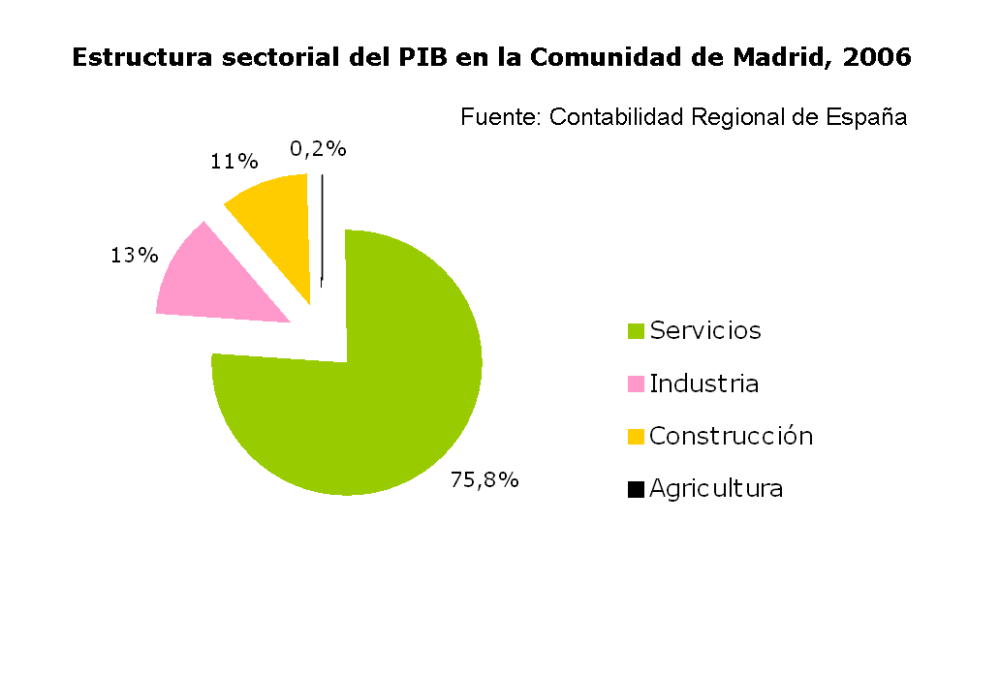 Estructura sectorial del PIB en la Comunidad de Madrid, 2006
Fuente: Contabilidad Regional de España
0,2%
11%
13%
75,8%
Servicios
Industria
Construcción
Agricultura